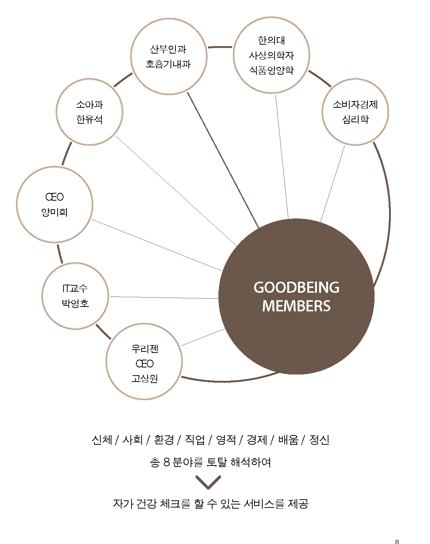 산부인과
호흡기내과
한의대
사상의학자
식품영양학
소아과
한유석
소비자경제
심리학
CEO
양미희
IT교수
박영호
GOODBEING
MEMBERS
우리젠
CEO
고상원
신체 / 사회 / 환경 / 직업 / 영적 / 경제 / 배움 / 정신
총 8 분야를 토탈 해석하여
자가 건강 체크를 할 수 있는 서비스를 제공
8